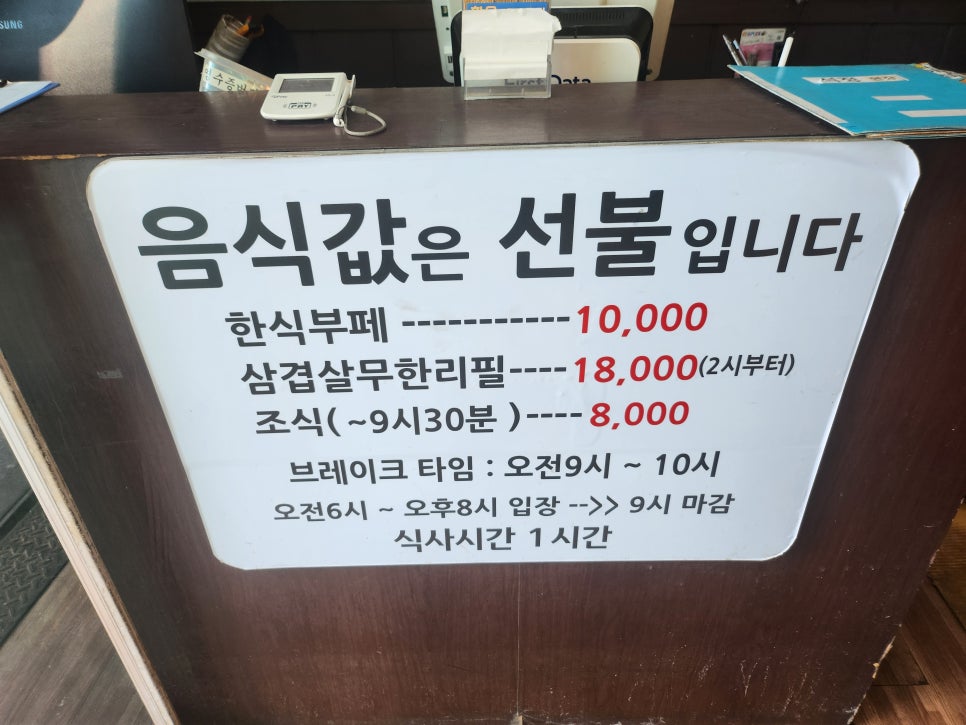 SUNG
Data
음식값은 선불입니다
한식부페 -----------10,000
삼겹살무한리필----18,000(2시부터)
조식( ~9시30분 )----8,000
브레이크 타임 : 오전9시 ~ 10시
오전6시 ~ 오후8시 입장 -->> 9시 마감
식사시간 1시간